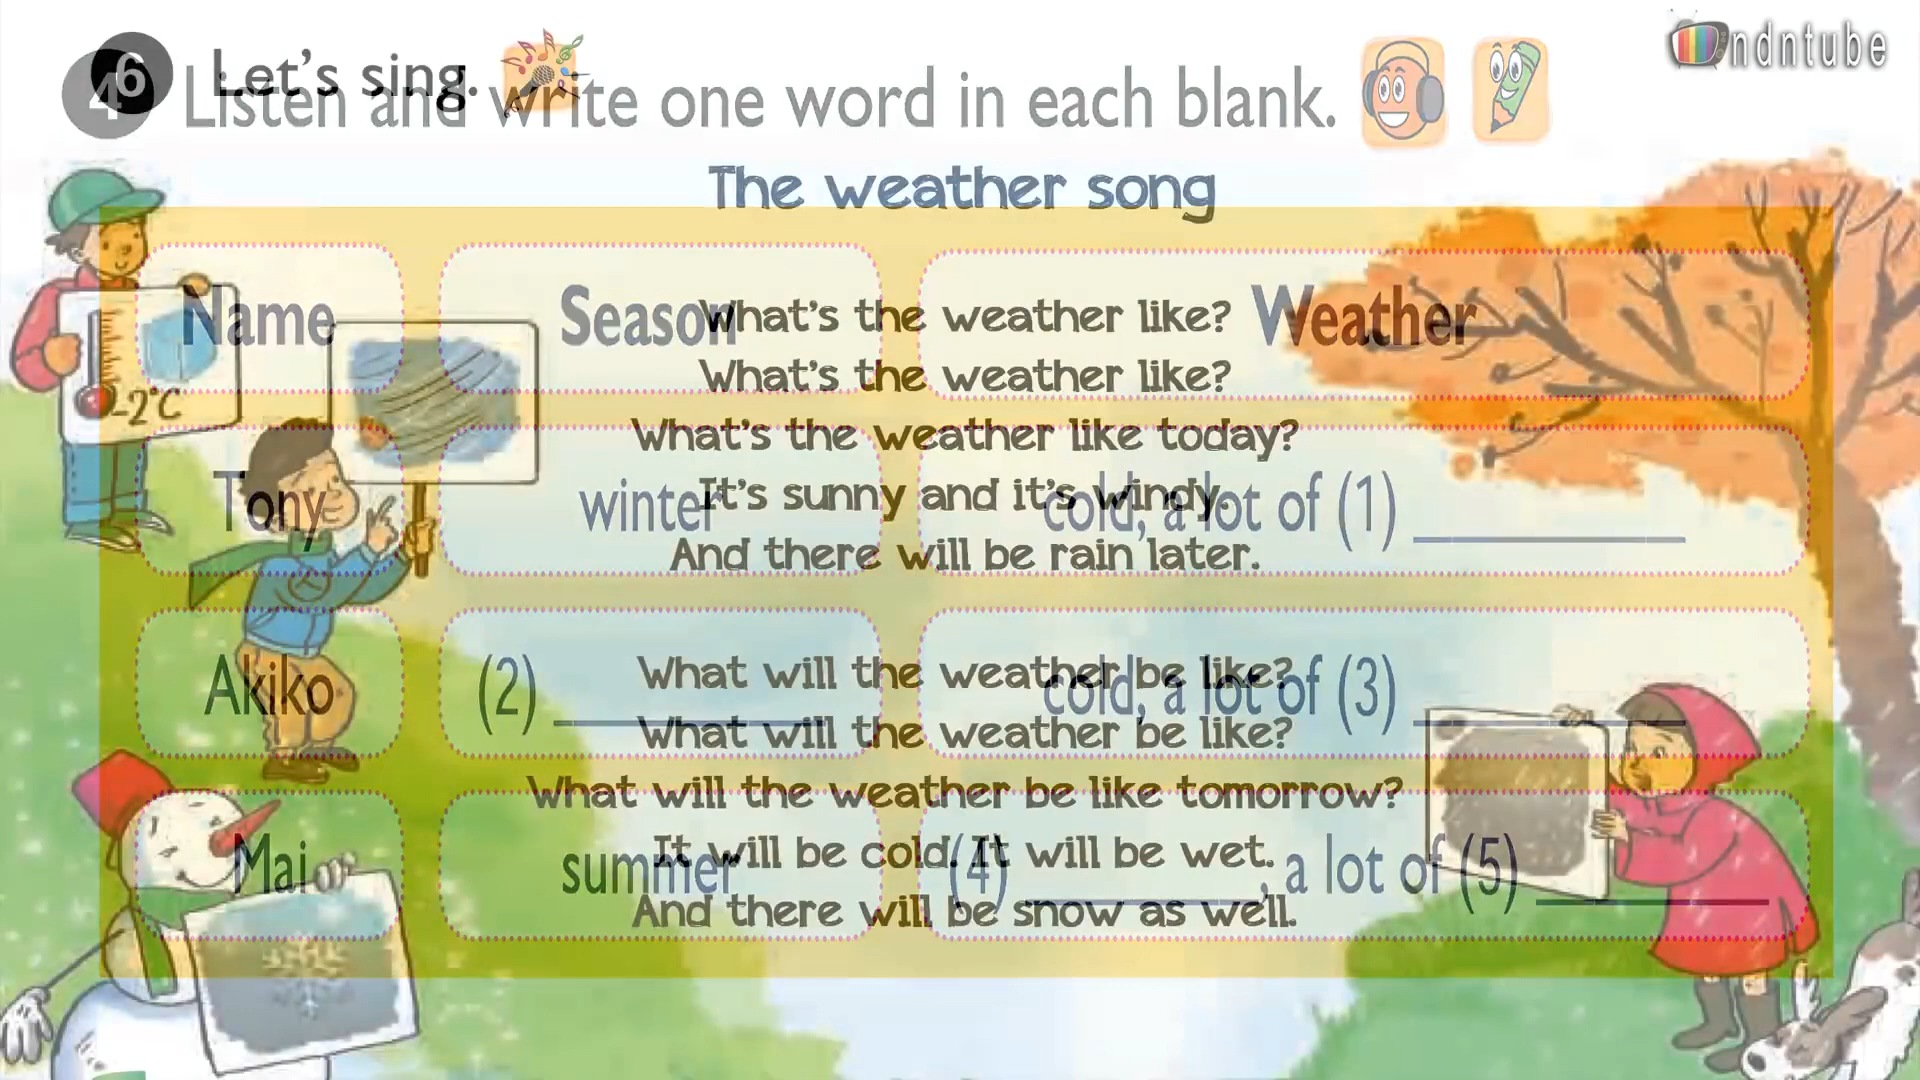 6 Let's sing.
4 Listen and write one word in each blank.
ndntube
The weather song
Name Season Weather
What's the weather like?
What's the weather like?
What's the weather like today?
Tony winter cold, a lot of (1) __________
It's sunny and it's windy.
And there will be rain later.
-2°C
Akiko (2) __________ cold, a lot of (3) __________
What will the weather be like?
What will the weather be like?
What will the weather be like tomorrow?
Mai summer (4) __________, a lot of (5) __________
It will be cold. It will be wet.
And there will be snow as well.